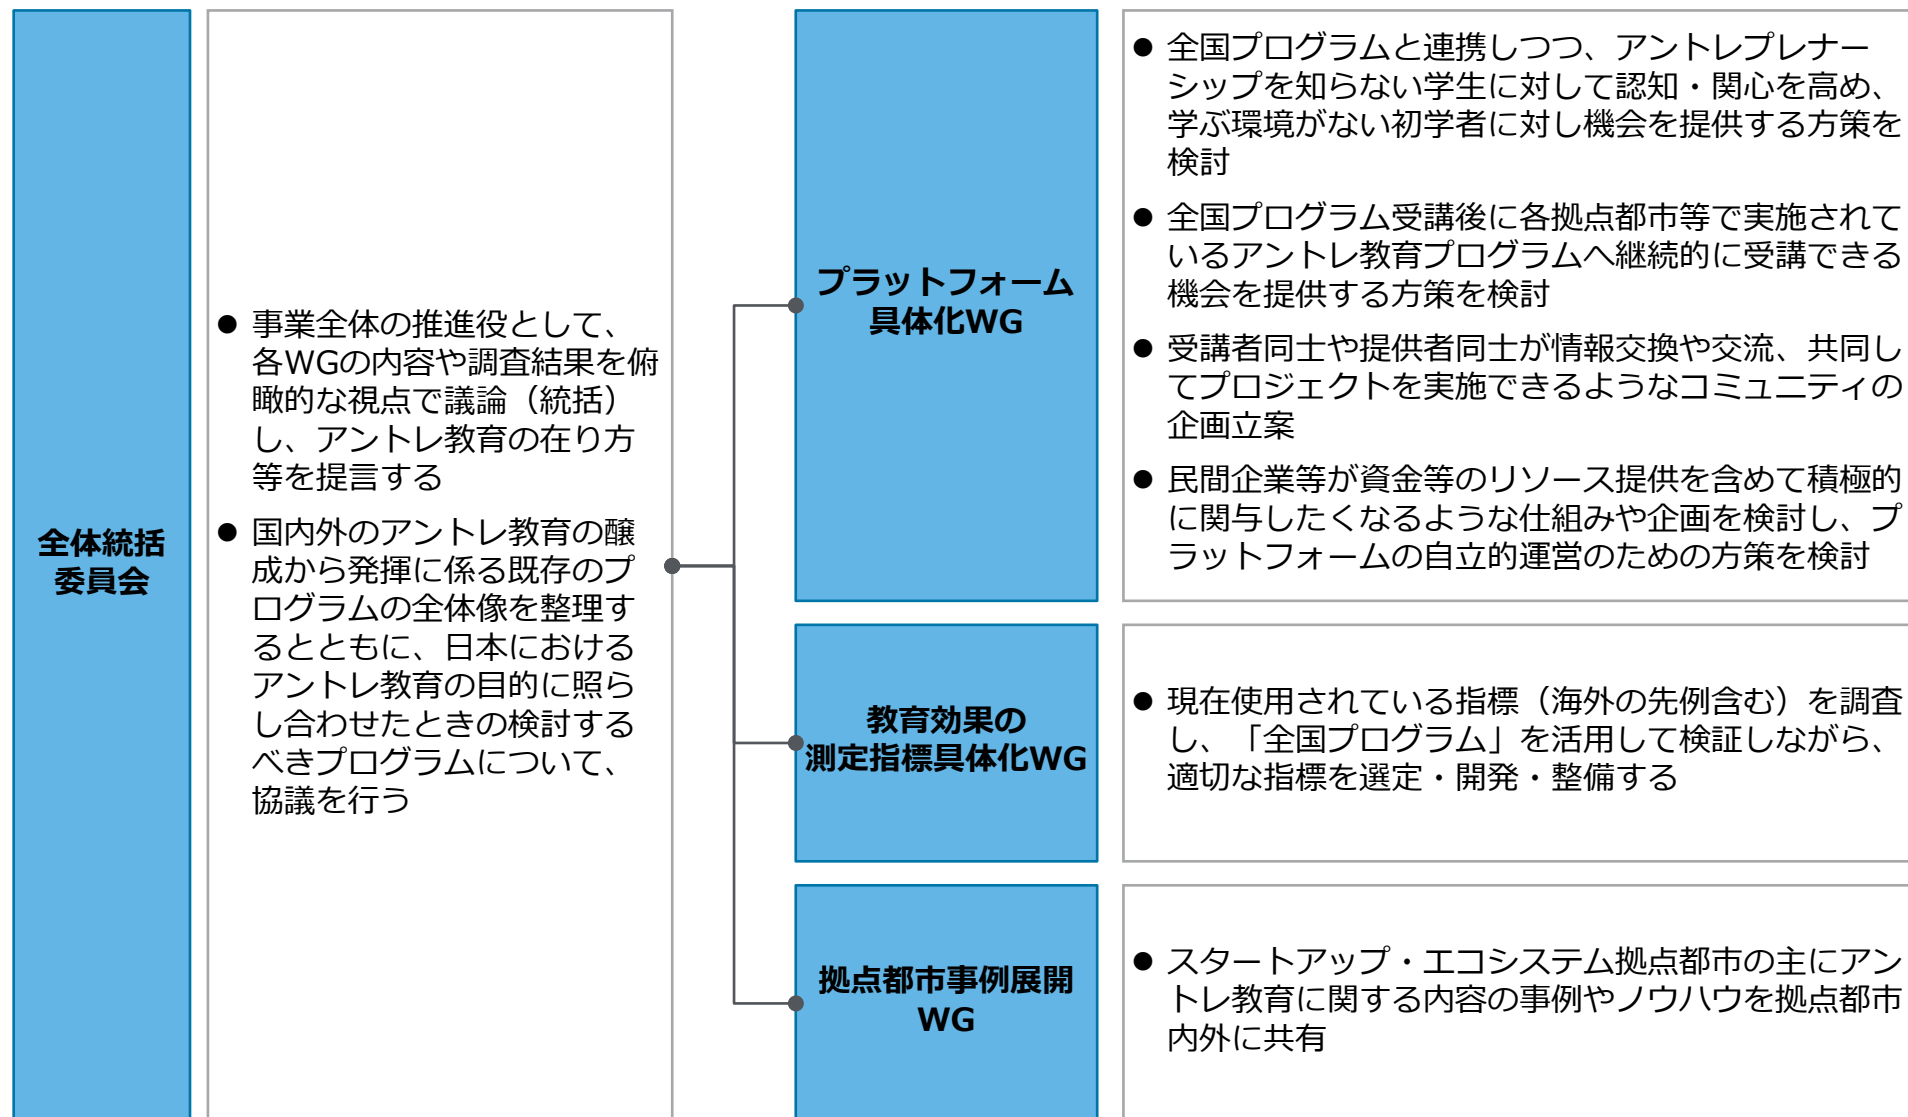 全体統括
委員会
● 事業全体の推進役として、
各WGの内容や調査結果を俯
瞰的な視点で議論（統括）
し、アントレ教育の在り方
等を提言する
● 国内外のアントレ教育の醸
成から発揮に係る既存のプ
ログラムの全体像を整理す
るとともに、日本における
アントレ教育の目的に照ら
し合わせたときの検討する
べきプログラムについて、
協議を行う
プラットフォーム
具体化WG
● 全国プログラムと連携しつつ、アントレプレナー
シップを知らない学生に対して認知・関心を高め、
学ぶ環境がない初学者に対し機会を提供する方策を
検討
● 全国プログラム受講後に各拠点都市等で実施されて
いるアントレ教育プログラムへ継続的に受講できる
機会を提供する方策を検討
● 受講者同士や提供者同士が情報交換や交流、共同し
てプロジェクトを実施できるようなコミュニティの
企画立案
● 民間企業等が資金等のリソース提供を含めて積極的
に関与したくなるような仕組みや企画を検討し、プ
ラットフォームの自立的運営のための方策を検討
教育効果の
測定指標具体化WG
● 現在使用されている指標（海外の先例含む）を調査
し、「全国プログラム」を活用して検証しながら、
適切な指標を選定・開発・整備する
拠点都市事例展開
WG
● スタートアップ・エコシステム拠点都市の主にアン
トレ教育に関する内容の事例やノウハウを拠点都市
内外に共有